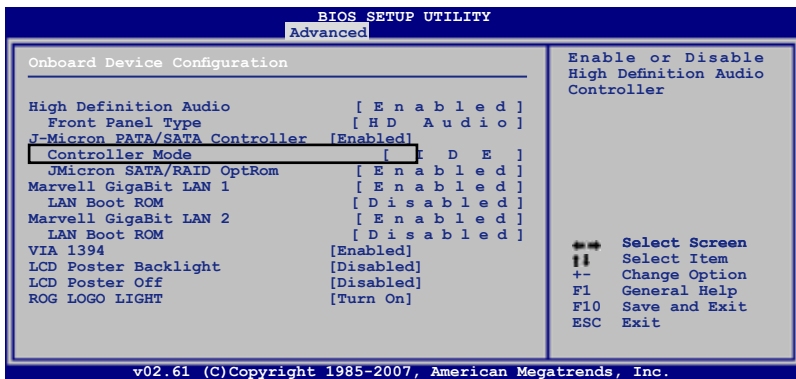 BIOS SETUP UTILITY
Advanced
Onboard Device Configuration
High Definition Audio [Enabled]
Front Panel Type [HD Audio]
J-Micron PATA/SATA Controller [Enabled]
Controller Mode [IDE]
JMicron SATA/RAID OptRom [Enabled]
Marvell GigaBit LAN 1 [Enabled]
LAN Boot ROM [Disabled]
Marvell GigaBit LAN 2 [Enabled]
LAN Boot ROM [Disabled]
VIA 1394 [Enabled]
LCD Poster Backlight [Disabled]
LCD Poster Off [Disabled]
ROG LOGO LIGHT [Turn On]
Enable or Disable
High Definition Audio
Controller
←→ Select Screen
↑↓ Select Item
+- Change Option
F1 General Help
F10 Save and Exit
ESC Exit
v02.61 (C)Copyright 1985-2007, American Megatrends, Inc.